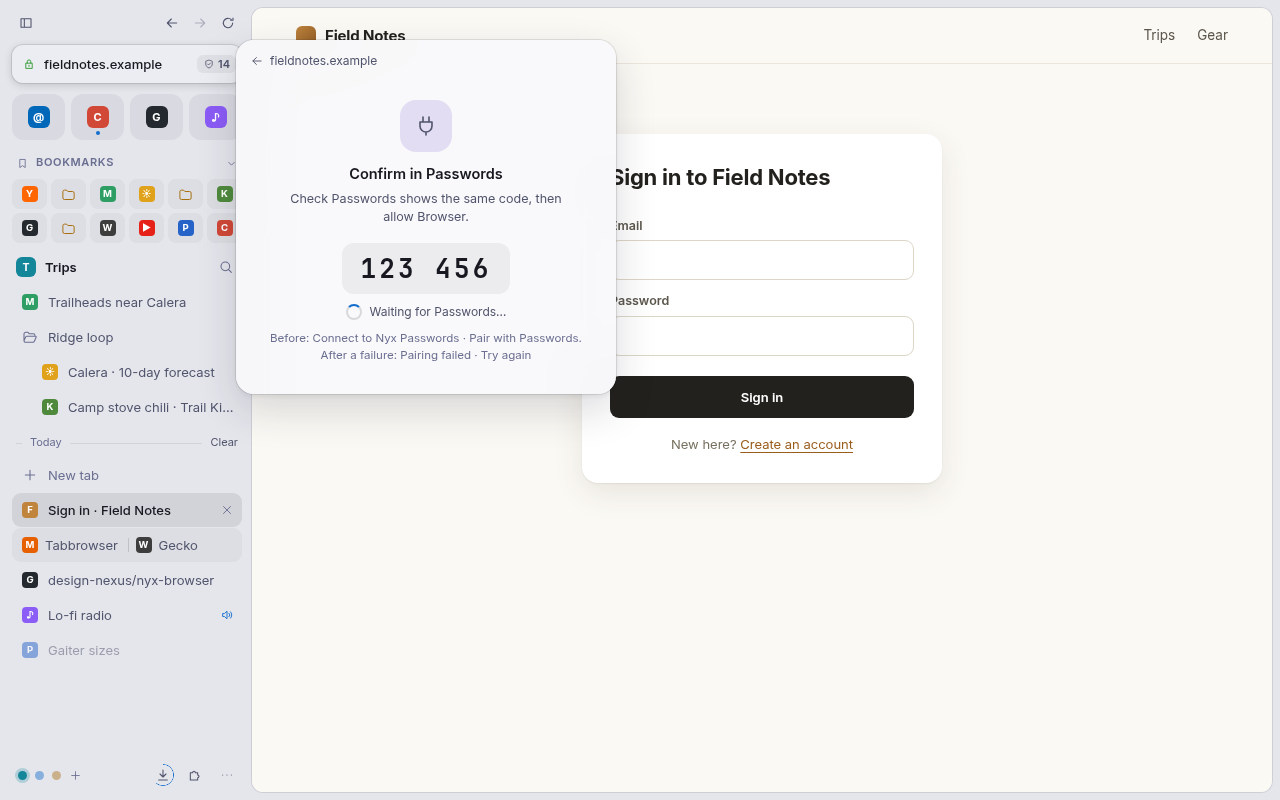 fieldnotes.example
14
@
C
G
BOOKMARKS
Y
M
K
G
W
P
C
T Trips
M Trailheads near Calera
Ridge loop
Calera · 10-day forecast
K Camp stove chili · Trail Ki...
Today
Clear
New tab
F Sign in · Field Notes
M Tabbrowser
W Gecko
G design-nexus/nyx-browser
Lo-fi radio
P Gaiter sizes
Field Notes
Trips
Gear
fieldnotes.example
Confirm in Passwords
Check Passwords shows the same code, then
allow Browser.
123 456
Waiting for Passwords...
Before: Connect to Nyx Passwords · Pair with Passwords.
After a failure: Pairing failed · Try again
Sign in to Field Notes
Email
Password
Sign in
New here? Create an account